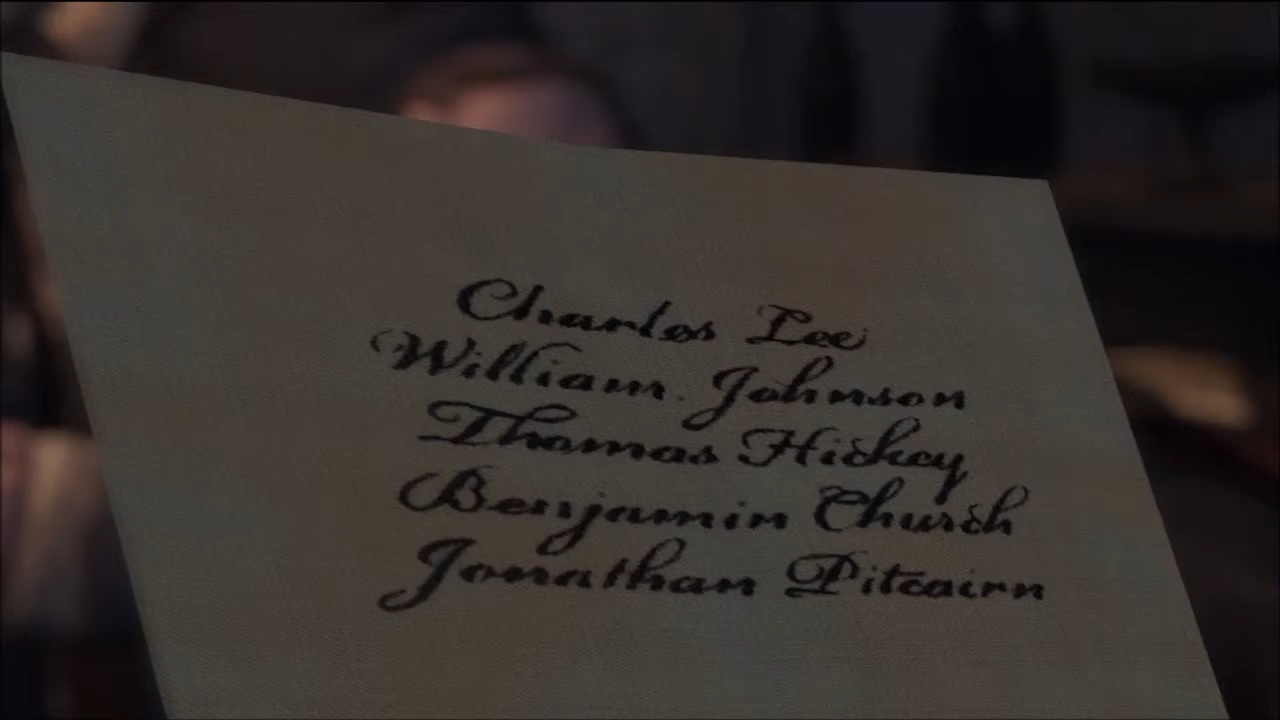 Charles Lee
William Johnson
Thomas Hickey
Benjamin Church
Jonathan Pitcairn